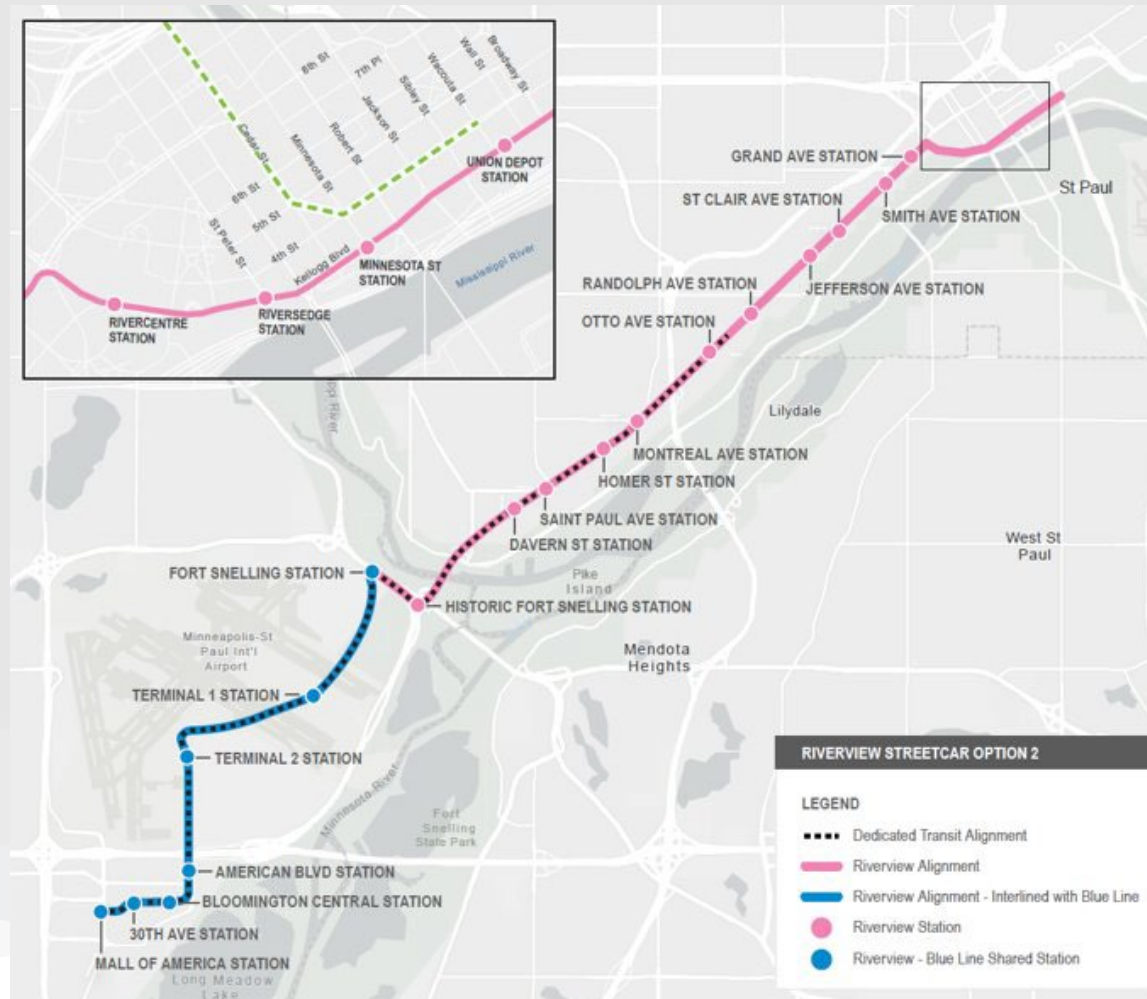 8th St
7th Pl
Wall St
Broadway St
Wacouta St
Sibley St
Jackson St
Robert St
Minnesota St
Cedar St
6th St
5th St
4th St
St Peter St
Kellogg Blvd
UNION DEPOT
STATION
MINNESOTA ST
STATION
Mississippi River
RIVERSEDGE
STATION
RIVERCENTRE
STATION
GRAND AVE STATION
St Paul
ST CLAIR AVE STATION
SMITH AVE STATION
RANDOLPH AVE STATION
JEFFERSON AVE STATION
OTTO AVE STATION
ppi River
Lilydale
MONTREAL AVE STATION
HOMER ST STATION
SAINT PAUL AVE STATION
DAVERN ST STATION
West St
Paul
FORT SNELLING STATION
Pike
Island
HISTORIC FORT SNELLING STATION
Minneapolis-St
Paul Int'l
Airport
Mendota
Heights
TERMINAL 1 STATION
TERMINAL 2 STATION
Minnesota River
Fort
Snelling
State Park
AMERICAN BLVD STATION
BLOOMINGTON CENTRAL STATION
30TH AVE STATION
MALL OF AMERICA STATION
Long Meadow
Lake
RIVERVIEW STREETCAR OPTION 2
LEGEND
Dedicated Transit Alignment
Riverview Alignment
Riverview Alignment - Interlined with Blue Line
Riverview Station
Riverview - Blue Line Shared Station